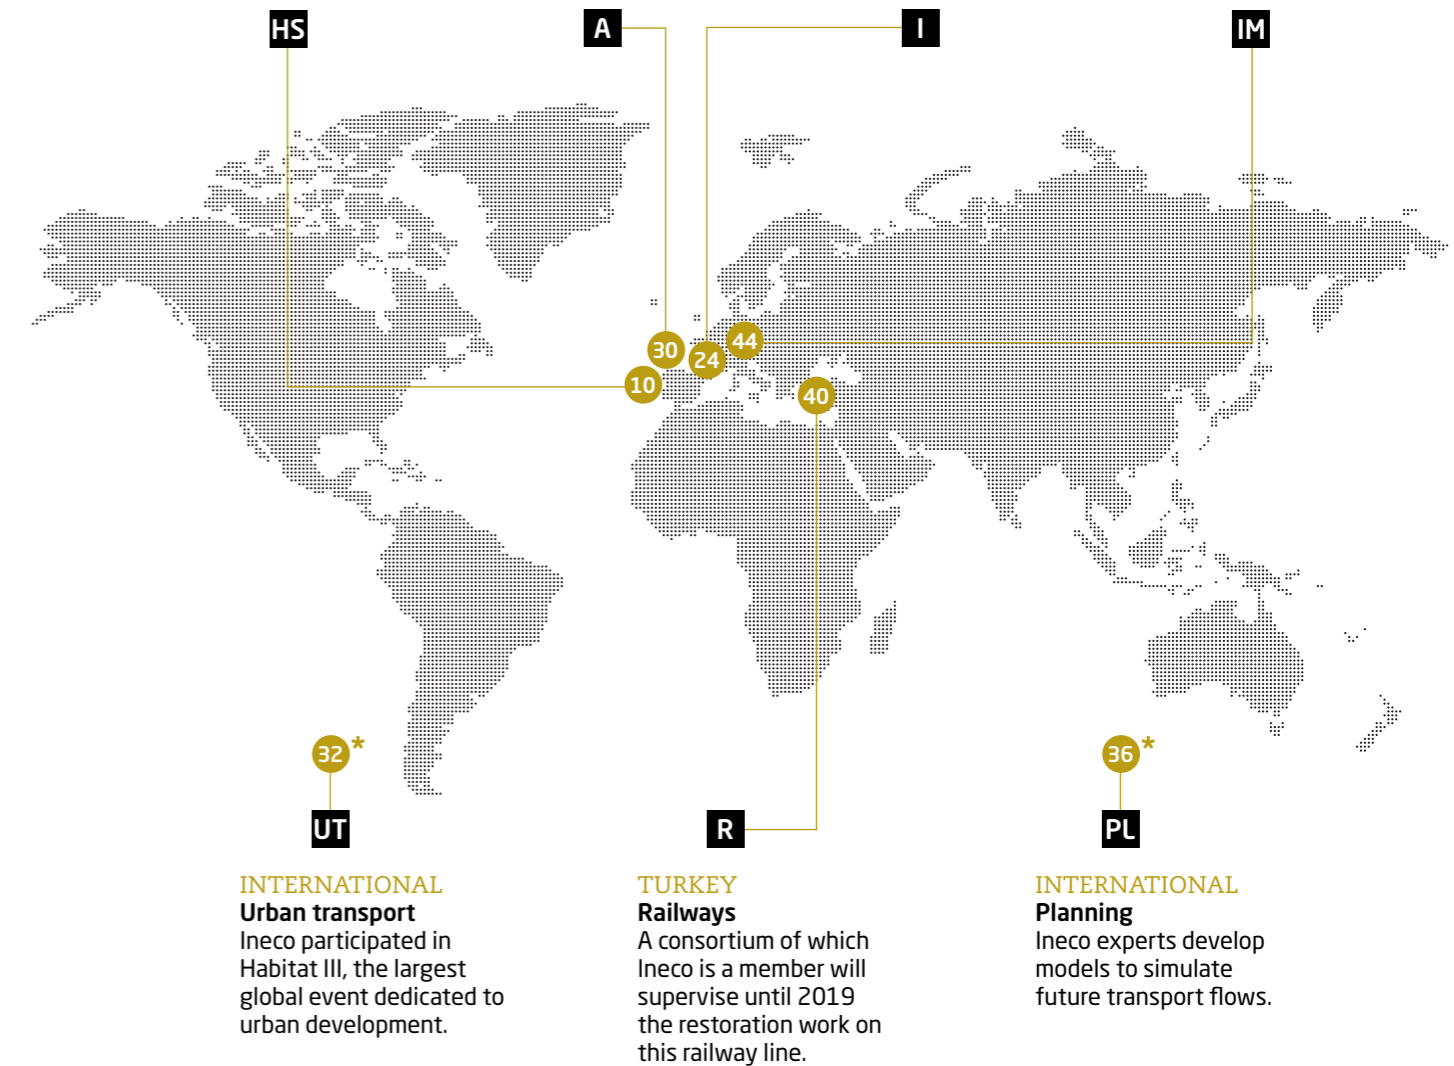 HS
A
I
IM
30
24
44
10
40
32*
36*
UT
R
PL
INTERNATIONAL
Urban transport
Ineco participated in
Habitat III, the largest
global event dedicated to
urban development.
TURKEY
Railways
A consortium of which
Ineco is a member will
supervise until 2019
the restoration work on
this railway line.
INTERNATIONAL
Planning
Ineco experts develop
models to simulate
future transport flows.